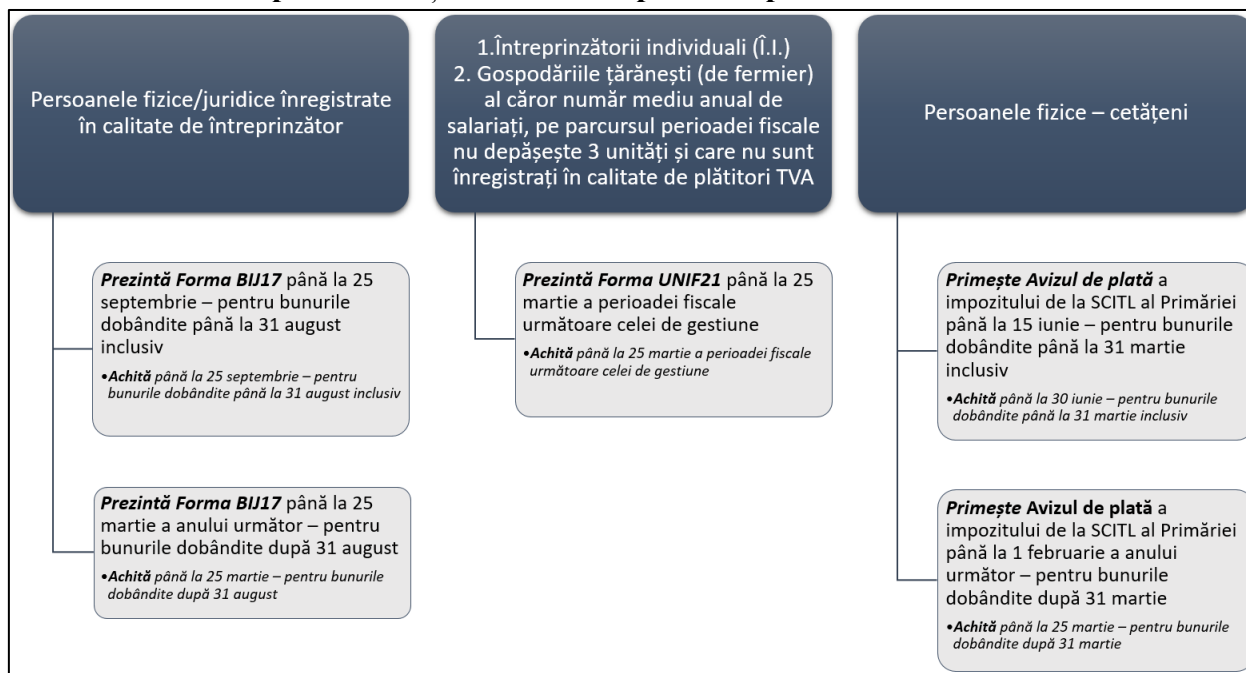 Persoanele fizice/juridice înregistrate
în calitate de întreprinzător
Prezintă Forma BIJ17 până la 25
septembrie – pentru bunurile
dobândite până la 31 august
inclusiv
•Achită până la 25 septembrie – pentru
bunurile dobândite până la 31 august inclusiv
Prezintă Forma BIJ17 până la 25
martie a anului următor – pentru
bunurile dobândite după 31 august
•Achită până la 25 martie – pentru bunurile
dobândite după 31 august
1.Întreprinzătorii individuali (Î.I.)
2. Gospodăriile țărănești (de fermier)
al căror număr mediu anual de
salariați, pe parcursul perioadei fiscale
nu depășește 3 unități și care nu sunt
înregistrați în calitate de plătitori TVA
Prezintă Forma UNIF21 până la 25
martie a perioadei fiscale
următoare celei de gestiune
•Achită până la 25 martie a perioadei fiscale
următoare celei de gestiune
Persoanele fizice – cetățeni
Primește Avizul de plată a
impozitului de la SCITL al Primăriei
până la 15 iunie – pentru bunurile
dobândite până la 31 martie
inclusiv
•Achită până la 30 iunie – pentru bunurile
dobândite până la 31 martie inclusiv
Primește Avizul de plată a
impozitului de la SCITL al Primăriei
până la 1 februarie a anului
următor – pentru bunurile
dobândite după 31 martie
•Achită până la 25 martie – pentru bunurile
dobândite după 31 martie